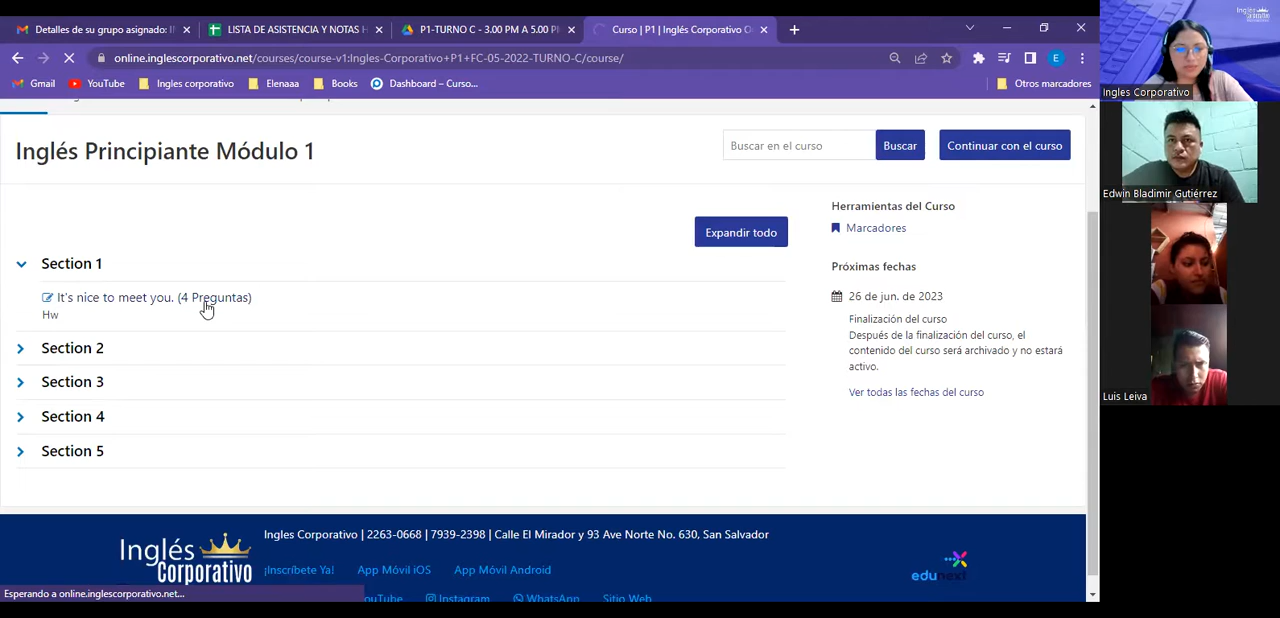 Detalles de su grupo asignado: I
LISTA DE ASISTENCIA Y NOTAS
P1-TURNO C - 3.00 PM A 5.00 P
Curso | P1 | Inglés Corporativo
online.inglescorporativo.net/courses/course-v1:Ingles-Corporativo+P1+FC-05-2022-TURNO-C/course/
Gmail
YouTube
Ingles corporativo
Elenaaa
Books
Dashboard – Curso...
Otros marcadores
Inglés Principiante Módulo 1
Buscar en el curso
Buscar
Continuar con el curso
Expandir todo
Section 1
It's nice to meet you. (4 Preguntas)
Hw
Section 2
Section 3
Section 4
Section 5
Herramientas del Curso
Marcadores
Próximas fechas
26 de jun. de 2023
Finalización del curso
Después de la finalización del curso, el
contenido del curso será archivado y no estará
activo.
Ver todas las fechas del curso
Inglés
Corporativo
Ingles Corporativo | 2263-0668 | 7939-2398 | Calle El Mirador y 93 Ave Norte No. 630, San Salvador
¡Inscríbete Ya!
App Móvil iOS
App Móvil Android
edunext
Instagram
WhatsApp
Sitio Web
Esperando a online.inglescorporativo.net...
Ingles Corporativo
Edwin Bladimir Gutiérrez
Luis Leiva